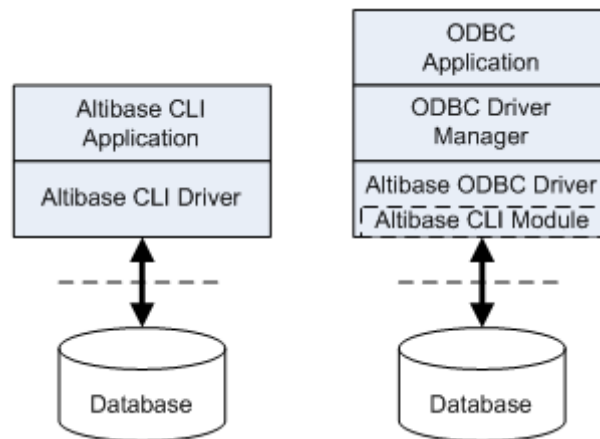 Altibase CLI
Application
Altibase CLI Driver
Database
ODBC
Application
ODBC Driver
Manager
Altibase ODBC Driver
Altibase CLI Module
Database